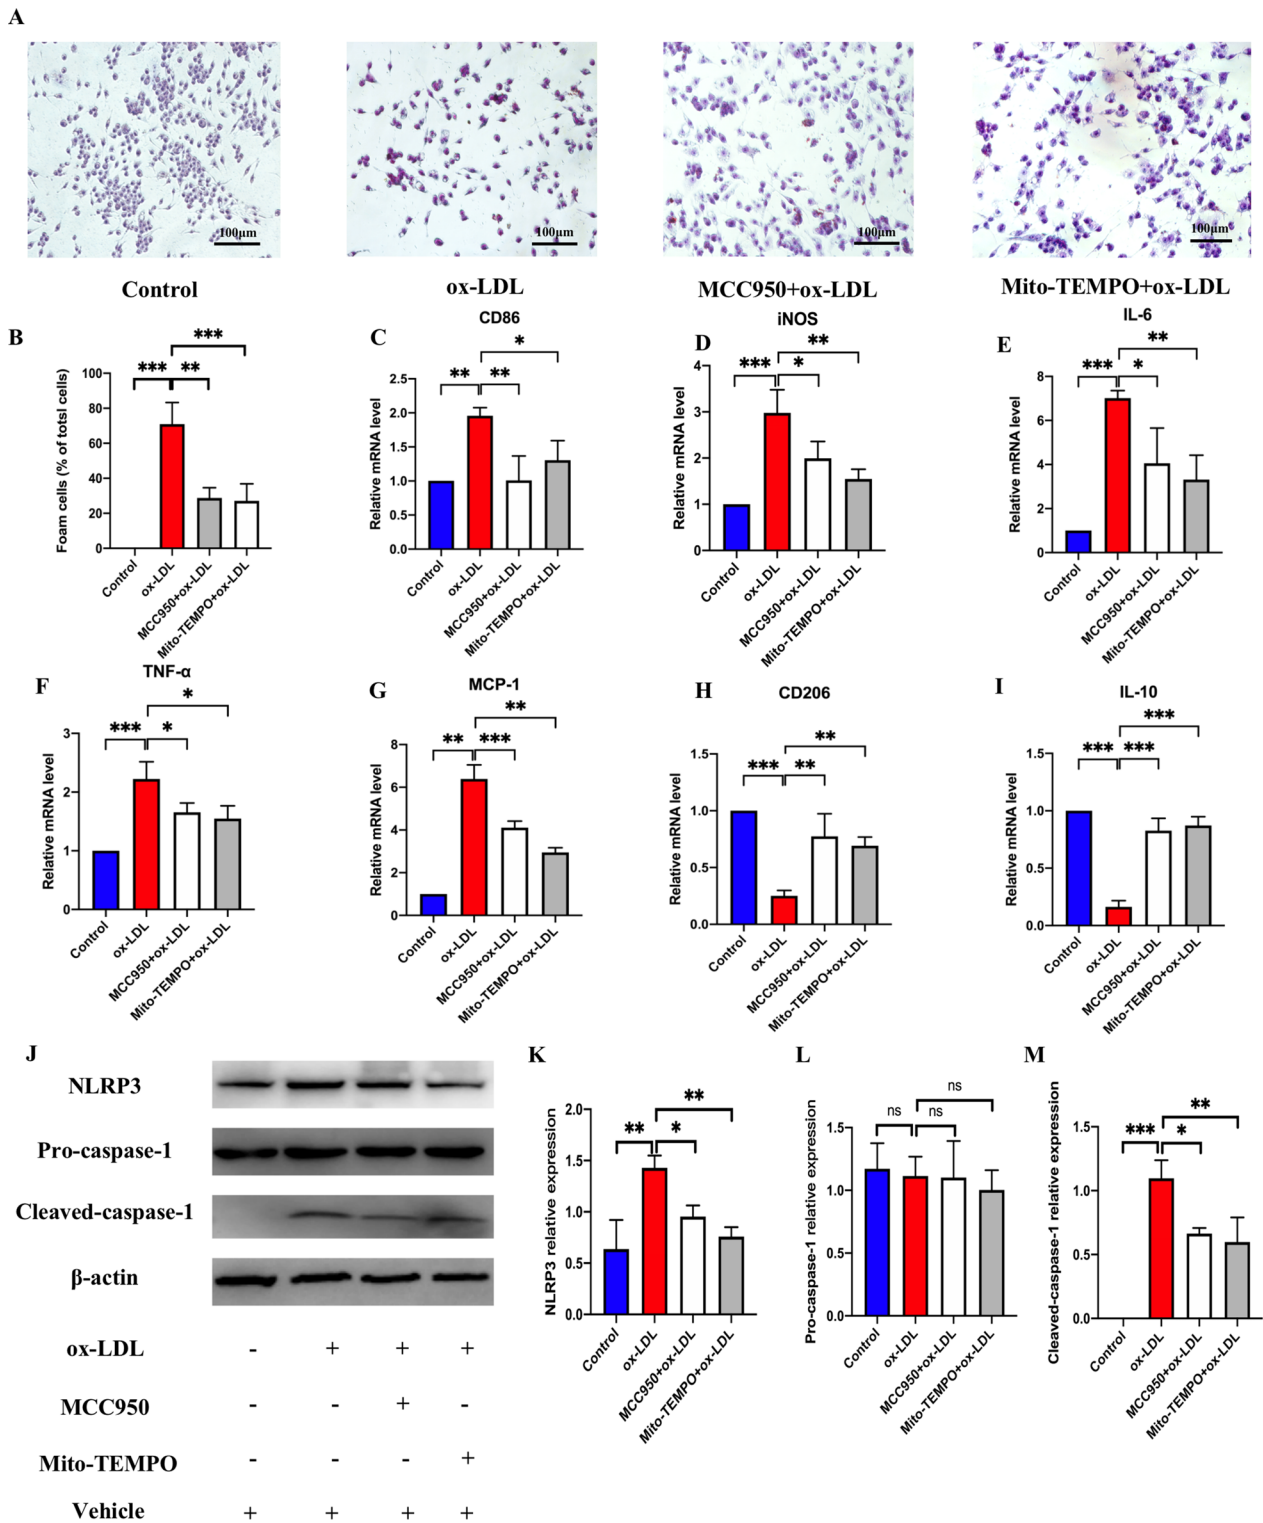 A
100μm
100μm
100μm
100μm
Control
ox-LDL
MCC950+ox-LDL
Mito-TEMPO+ox-LDL
B
***
***
**
Foam cells (% of total cells)
100
80
60
40
20
0
Control
ox-LDL
MCC950+ox-LDL
Mito-TEMPO+ox-LDL
C
CD86
*
**
**
Relative mRNA level
2.5
2.0
1.5
1.0
0.5
0.0
Control
ox-LDL
MCC950+ox-LDL
Mito-TEMPO+ox-LDL
D
iNOS
**
***
*
Relative mRNA level
4
3
2
1
0
Control
ox-LDL
MCC950+ox-LDL
Mito-TEMPO+ox-LDL
E
IL-6
**
***
*
Relative mRNA level
8
6
4
2
0
Control
ox-LDL
MCC950+ox-LDL
Mito-TEMPO+ox-LDL
F
TNF-α
*
***
*
Relative mRNA level
3
2
1
0
Control
ox-LDL
MCC950+ox-LDL
Mito-TEMPO+ox-LDL
G
MCP-1
**
**
***
Relative mRNA level
8
6
4
2
0
Control
ox-LDL
MCC950+ox-LDL
Mito-TEMPO+ox-LDL
H
CD206
**
***
**
Relative mRNA level
1.5
1.0
0.5
0.0
Control
ox-LDL
MCC950+ox-LDL
Mito-TEMPO+ox-LDL
I
IL-10
***
***
***
Relative mRNA level
1.5
1.0
0.5
0.0
Control
ox-LDL
MCC950+ox-LDL
Mito-TEMPO+ox-LDL
J
NLRP3
Pro-caspase-1
Cleaved-caspase-1
β-actin
ox-LDL - + + +
MCC950 - - + -
Mito-TEMPO - - - +
Vehicle + + + +
K
**
**
*
NLRP3 relative expression
2.0
1.5
1.0
0.5
0.0
Control
ox-LDL
MCC950+ox-LDL
Mito-TEMPO+ox-LDL
L
ns
ns
ns
Pro-caspase-1 relative expression
1.5
1.0
0.5
0.0
Control
ox-LDL
MCC950+ox-LDL
Mito-TEMPO+ox-LDL
M
**
***
*
Cleaved-caspase-1 relative expression
1.5
1.0
0.5
0.0
Control
ox-LDL
MCC950+ox-LDL
Mito-TEMPO+ox-LDL